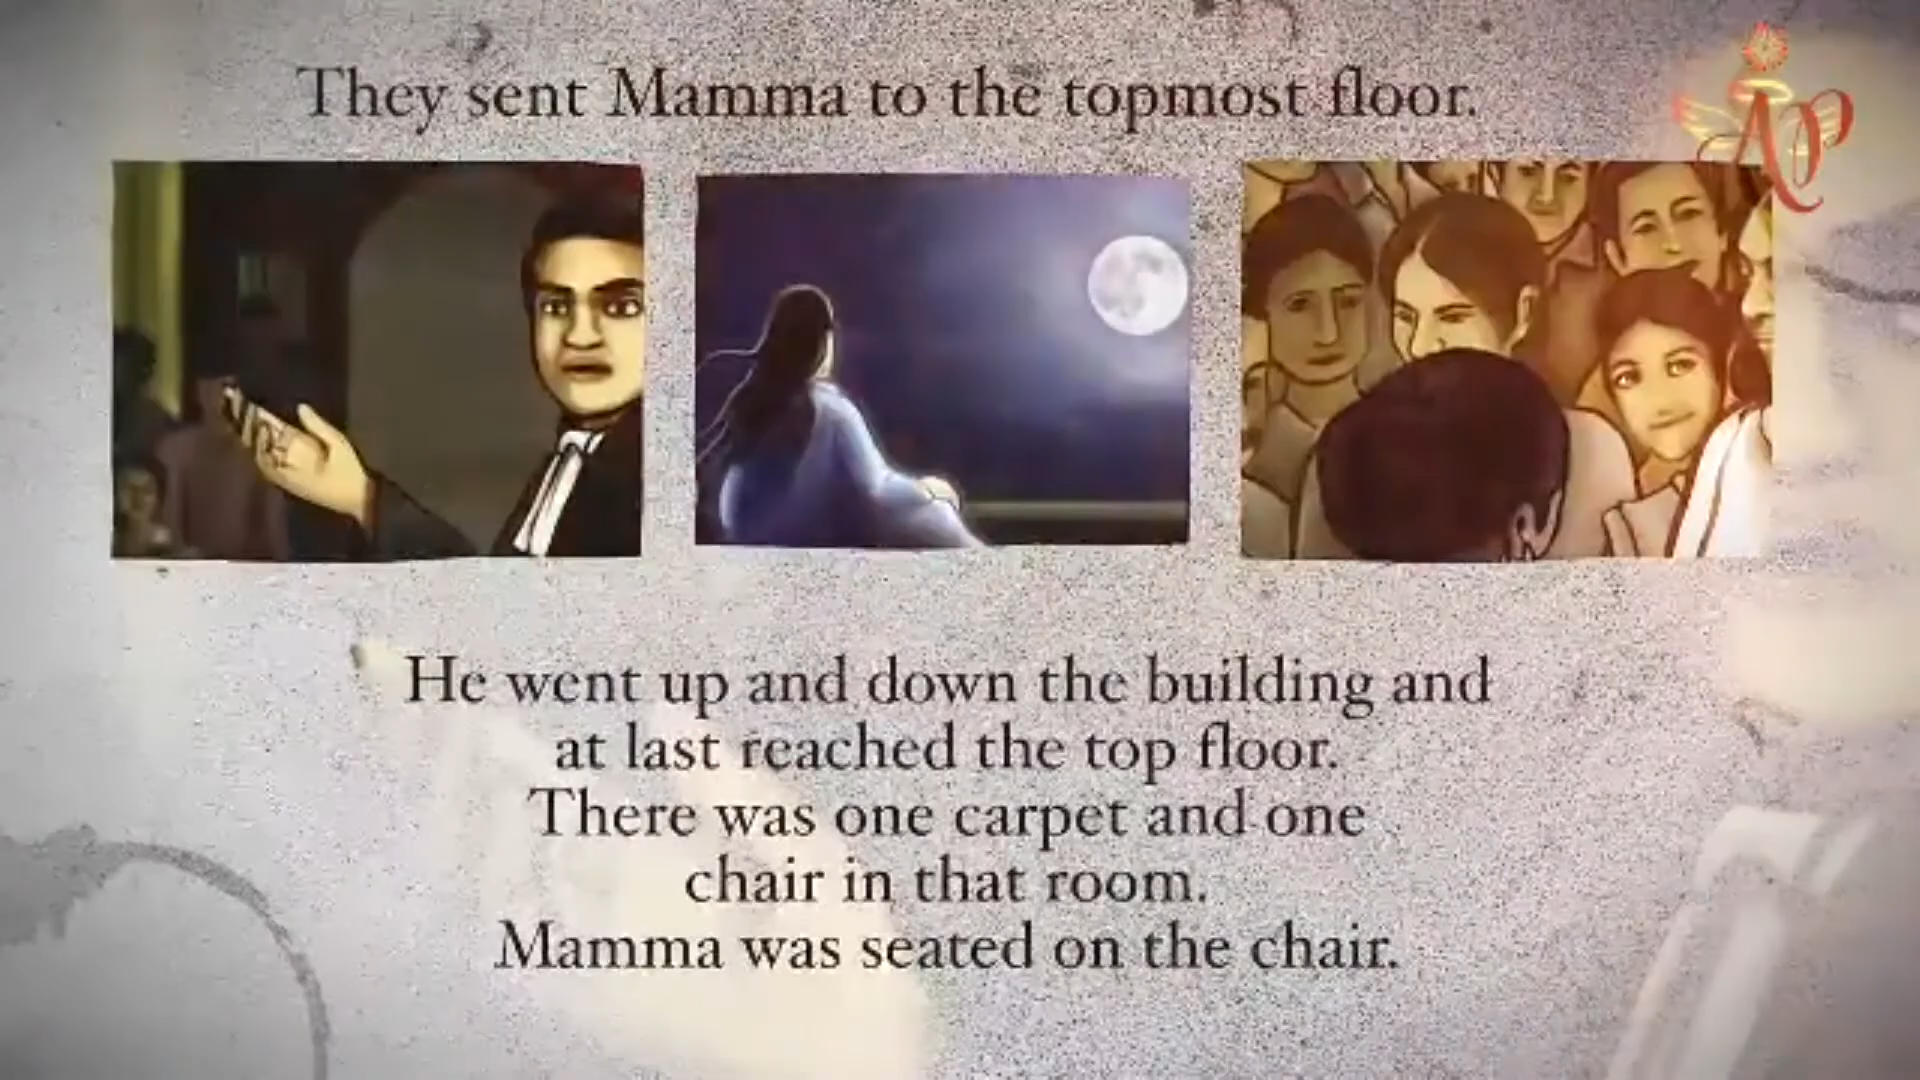 They sent Mamma to the topmost floor.
AP
He went up and down the building and
at last reached the top floor.
There was one carpet and one
chair in that room.
Mamma was seated on the chair.